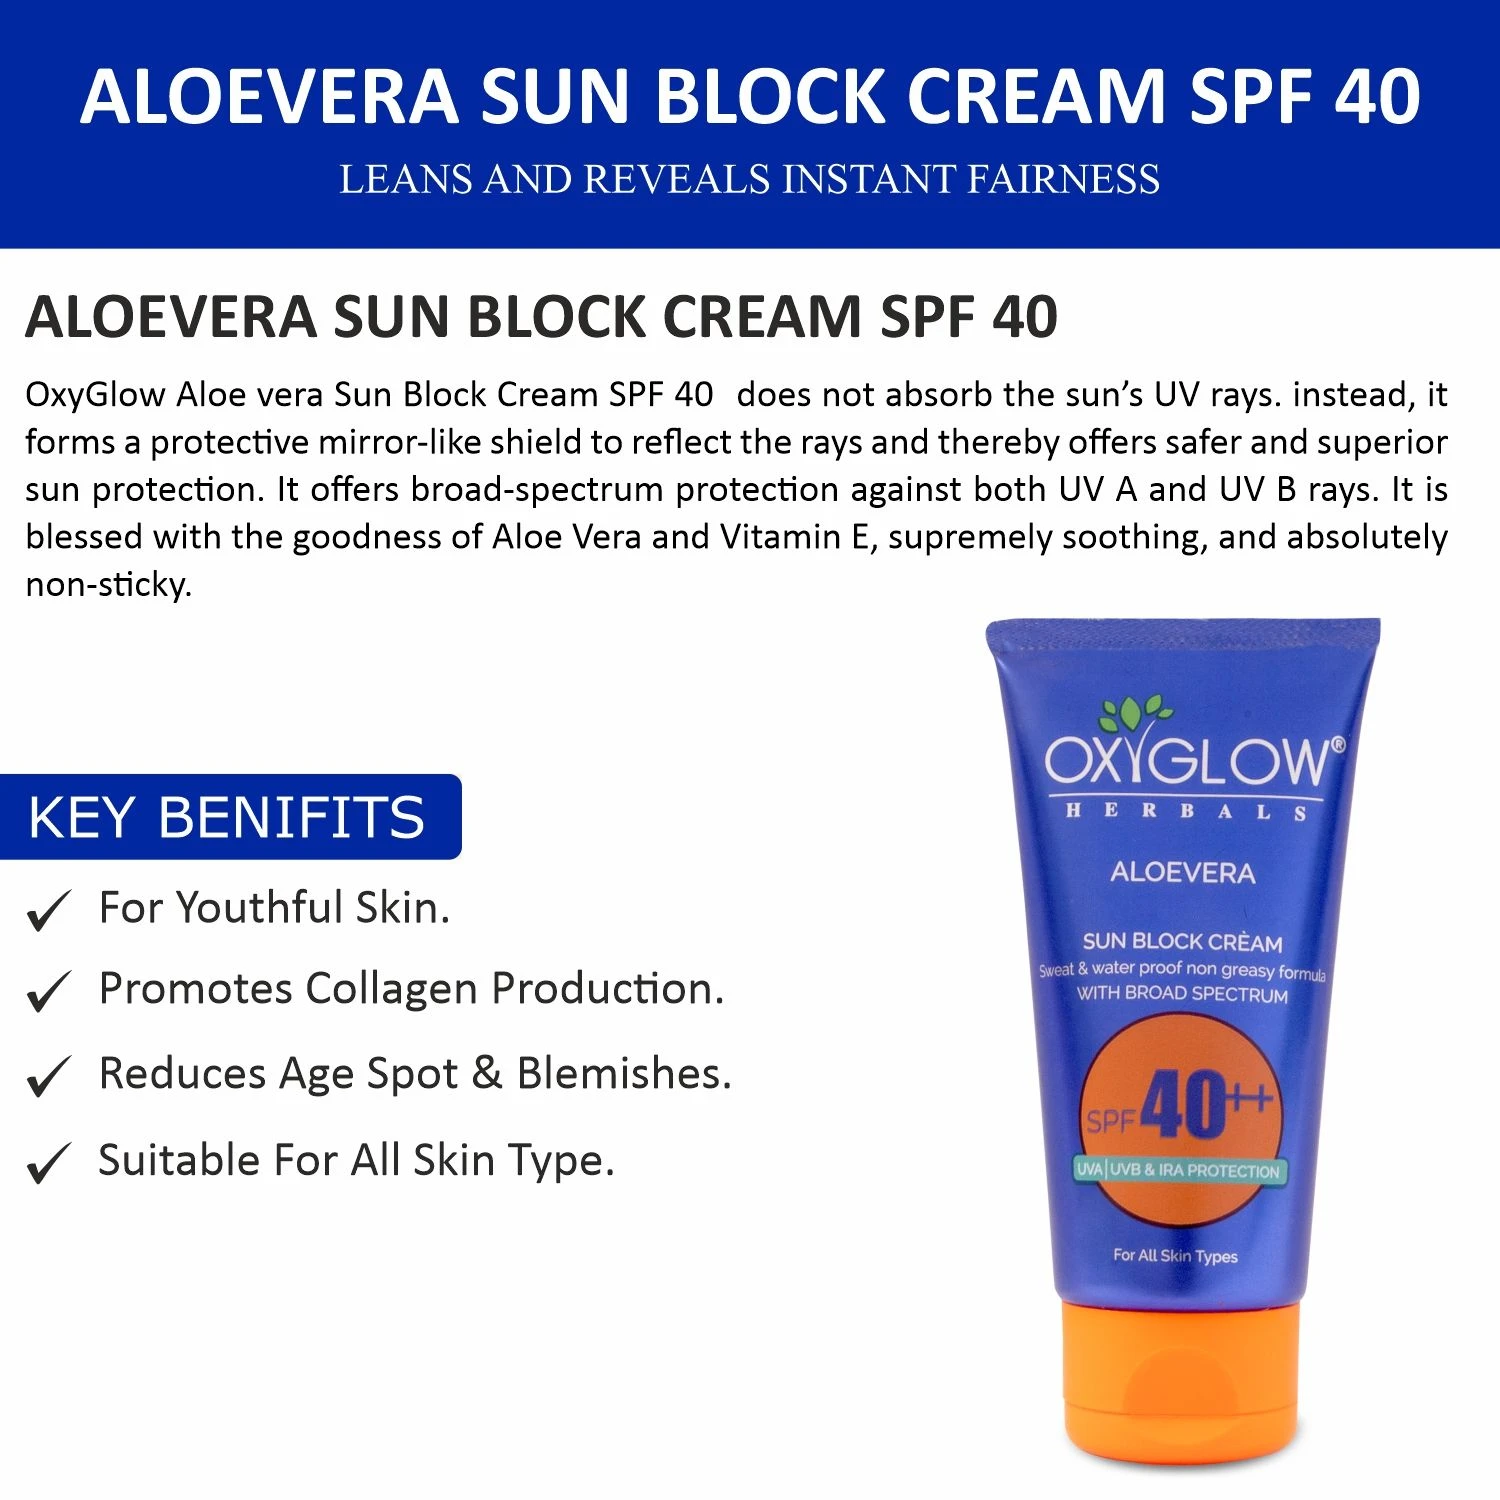 ALOEVERA SUN BLOCK CREAM SPF 40
LEANS AND REVEALS INSTANT FAIRNESS
ALOEVERA SUN BLOCK CREAM SPF 40
OxyGlow Aloe vera Sun Block Cream SPF 40 does not absorb the sun’s UV rays. instead, it
forms a protective mirror-like shield to reflect the rays and thereby offers safer and superior
sun protection. It offers broad-spectrum protection against both UV A and UV B rays. It is
blessed with the goodness of Aloe Vera and Vitamin E, supremely soothing, and absolutely
non-sticky.
KEY BENIFITS
✓ For Youthful Skin.
✓ Promotes Collagen Production.
✓ Reduces Age Spot & Blemishes.
✓ Suitable For All Skin Type.
OXYGLOW®
HERBALS
ALOEVERA
SUN BLOCK CRÈAM
Sweat & water proof non greasy formula
WITH BROAD SPECTRUM
SPF 40++
UVA|UVB & IRA PROTECTION
For All Skin Types